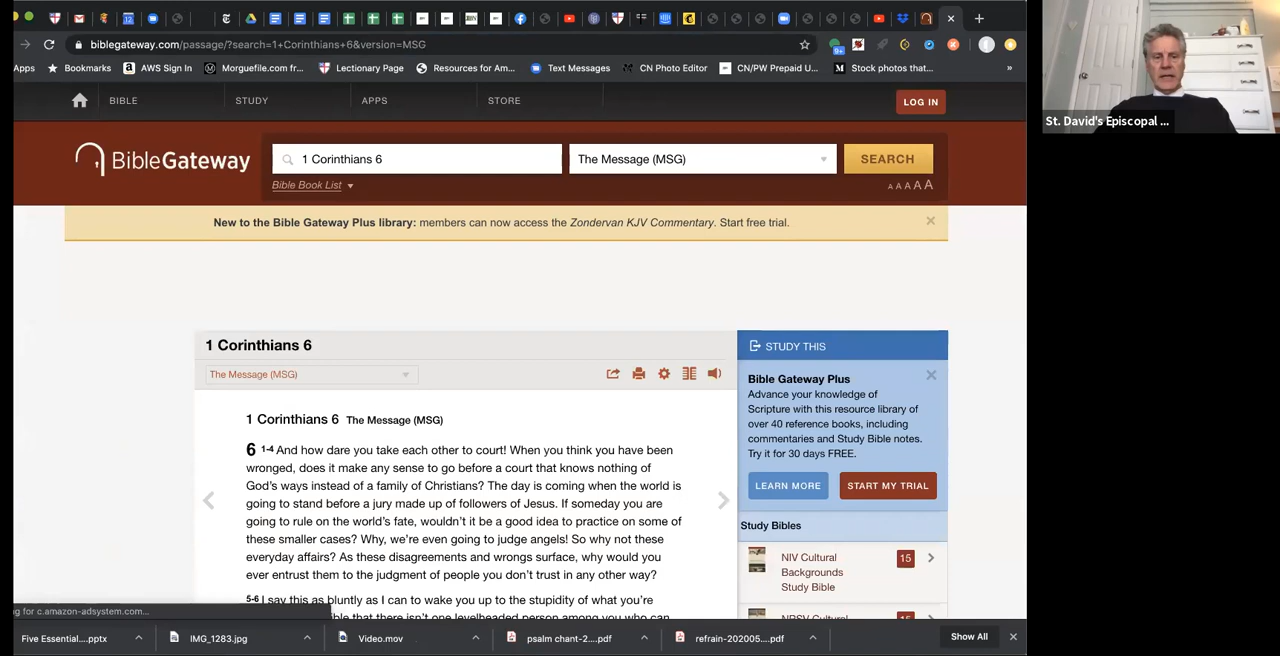 biblegateway.com/passage/?search=1+Corinthians+6&version=MSG
Apps Bookmarks AWS Sign In Morguefile.com fr... Lectionary Page Resources for Am... Text Messages CN Photo Editor CN/PW Prepaid U... Stock photos that... »
BIBLE STUDY APPS STORE LOG IN
BibleGateway 1 Corinthians 6 The Message (MSG) SEARCH
Bible Book List A A A A A
New to the Bible Gateway Plus library: members can now access the Zondervan KJV Commentary. Start free trial.
1 Corinthians 6
The Message (MSG)
1 Corinthians 6 The Message (MSG)
6 1-4 And how dare you take each other to court! When you think you have been
wronged, does it make any sense to go before a court that knows nothing of
God's ways instead of a family of Christians? The day is coming when the world is
going to stand before a jury made up of followers of Jesus. If someday you are
going to rule on the world's fate, wouldn't it be a good idea to practice on some of
these smaller cases? Why, we're even going to judge angels! So why not these
everyday affairs? As these disagreements and wrongs surface, why would you
ever entrust them to the judgment of people you don't trust in any other way?
5-6 I say this as bluntly as I can to wake you up to the stupidity of what you're
that there isn't one levelheaded person among you who can
STUDY THIS
Bible Gateway Plus
Advance your knowledge of
Scripture with this resource library of
over 40 reference books, including
commentaries and Study Bible notes.
Try it for 30 days FREE.
LEARN MORE START MY TRIAL
Study Bibles
NIV Cultural
Backgrounds
Study Bible
15
for c.amazon-adsystem.com...
Five Essential....pptx IMG_1283.jpg Video.mov psalm chant-2....pdf refrain-202005....pdf Show All
St. David's Episcopal ...